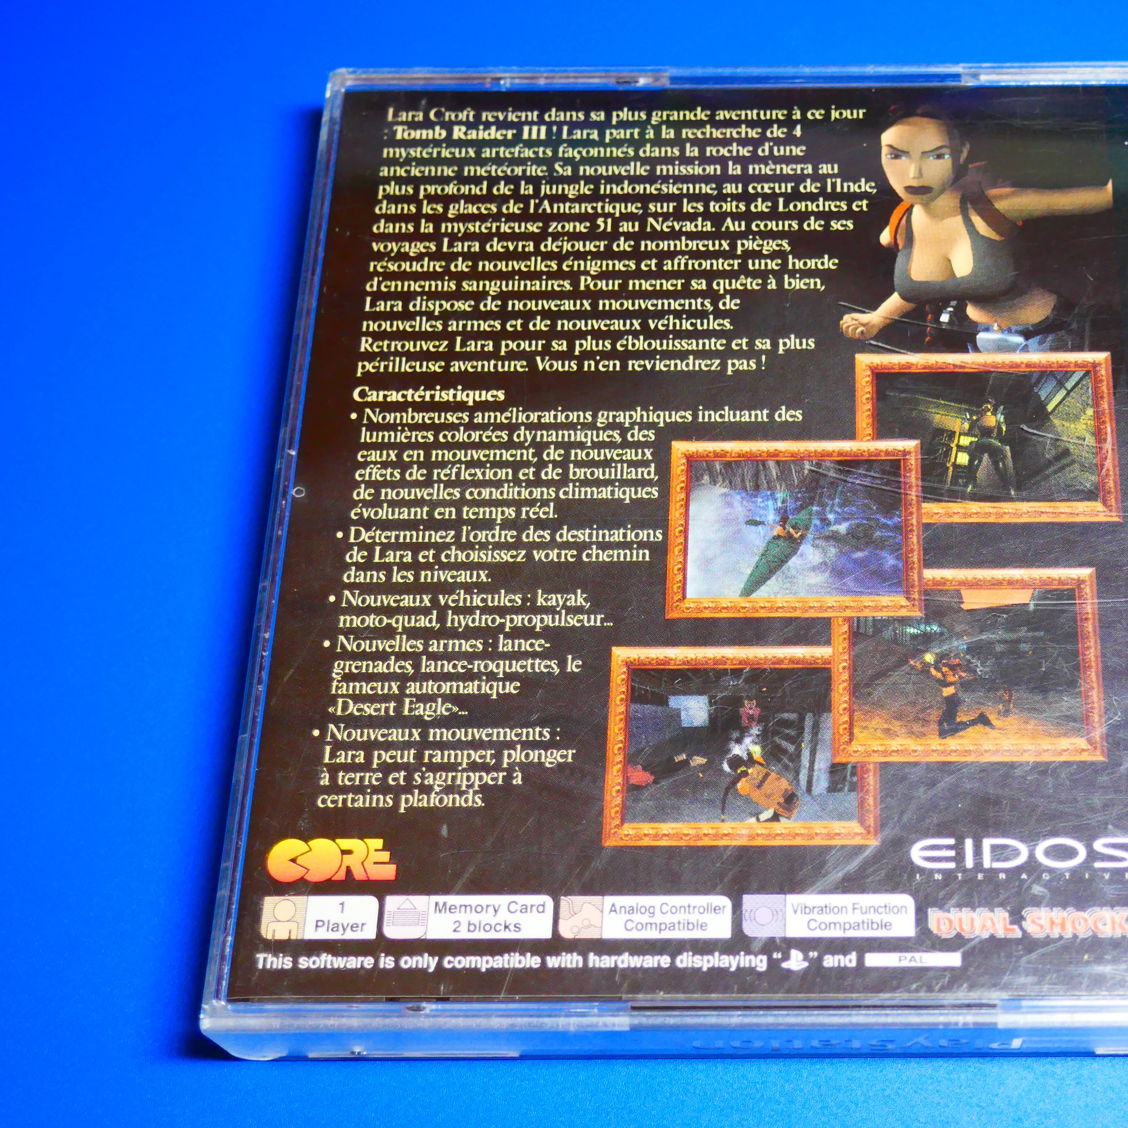 Lara Croft revient dans sa plus grande aventure à ce jour
: Tomb Raider III ! Lara part à la recherche de 4
mystérieux artefacts façonnés dans la roche d'une
ancienne météorite. Sa nouvelle mission la mènera au
plus profond de la jungle indonésienne, au cœur de l'Inde,
dans les glaces de l'Antarctique, sur les toits de Londres et
dans la mystérieuse zone 51 au Névada. Au cours de ses
voyages Lara devra déjouer de nombreux pièges,
résoudre de nouvelles énigmes et affronter une horde
d'ennemis sanguinaires. Pour mener sa quête à bien,
Lara dispose de nouveaux mouvements, de
nouvelles armes et de nouveaux véhicules.
Retrouvez Lara pour sa plus éblouissante et sa plus
périlleuse aventure. Vous n'en reviendrez pas !
Caractéristiques
• Nombreuses améliorations graphiques incluant des
lumières colorées dynamiques, des
eaux en mouvement, de nouveaux
effets de réflexion et de brouillard,
de nouvelles conditions climatiques
évoluant en temps réel.
• Déterminez l'ordre des destinations
de Lara et choisissez votre chemin
dans les niveaux.
• Nouveaux véhicules : kayak,
moto-quad, hydro-propulseur...
• Nouvelles armes : lance-
grenades, lance-roquettes, le
fameux automatique
«Desert Eagle»...
• Nouveaux mouvements :
Lara peut ramper, plonger
à terre et s'agripper à
certains plafonds.
CORE
EIDOS
INTERACTIVE
1
Player
Memory Card
2 blocks
Analog Controller
Compatible
Vibration Function
Compatible
DUAL SHOCK
This software is only compatible with hardware displaying “ ” and PAL
PlayStation